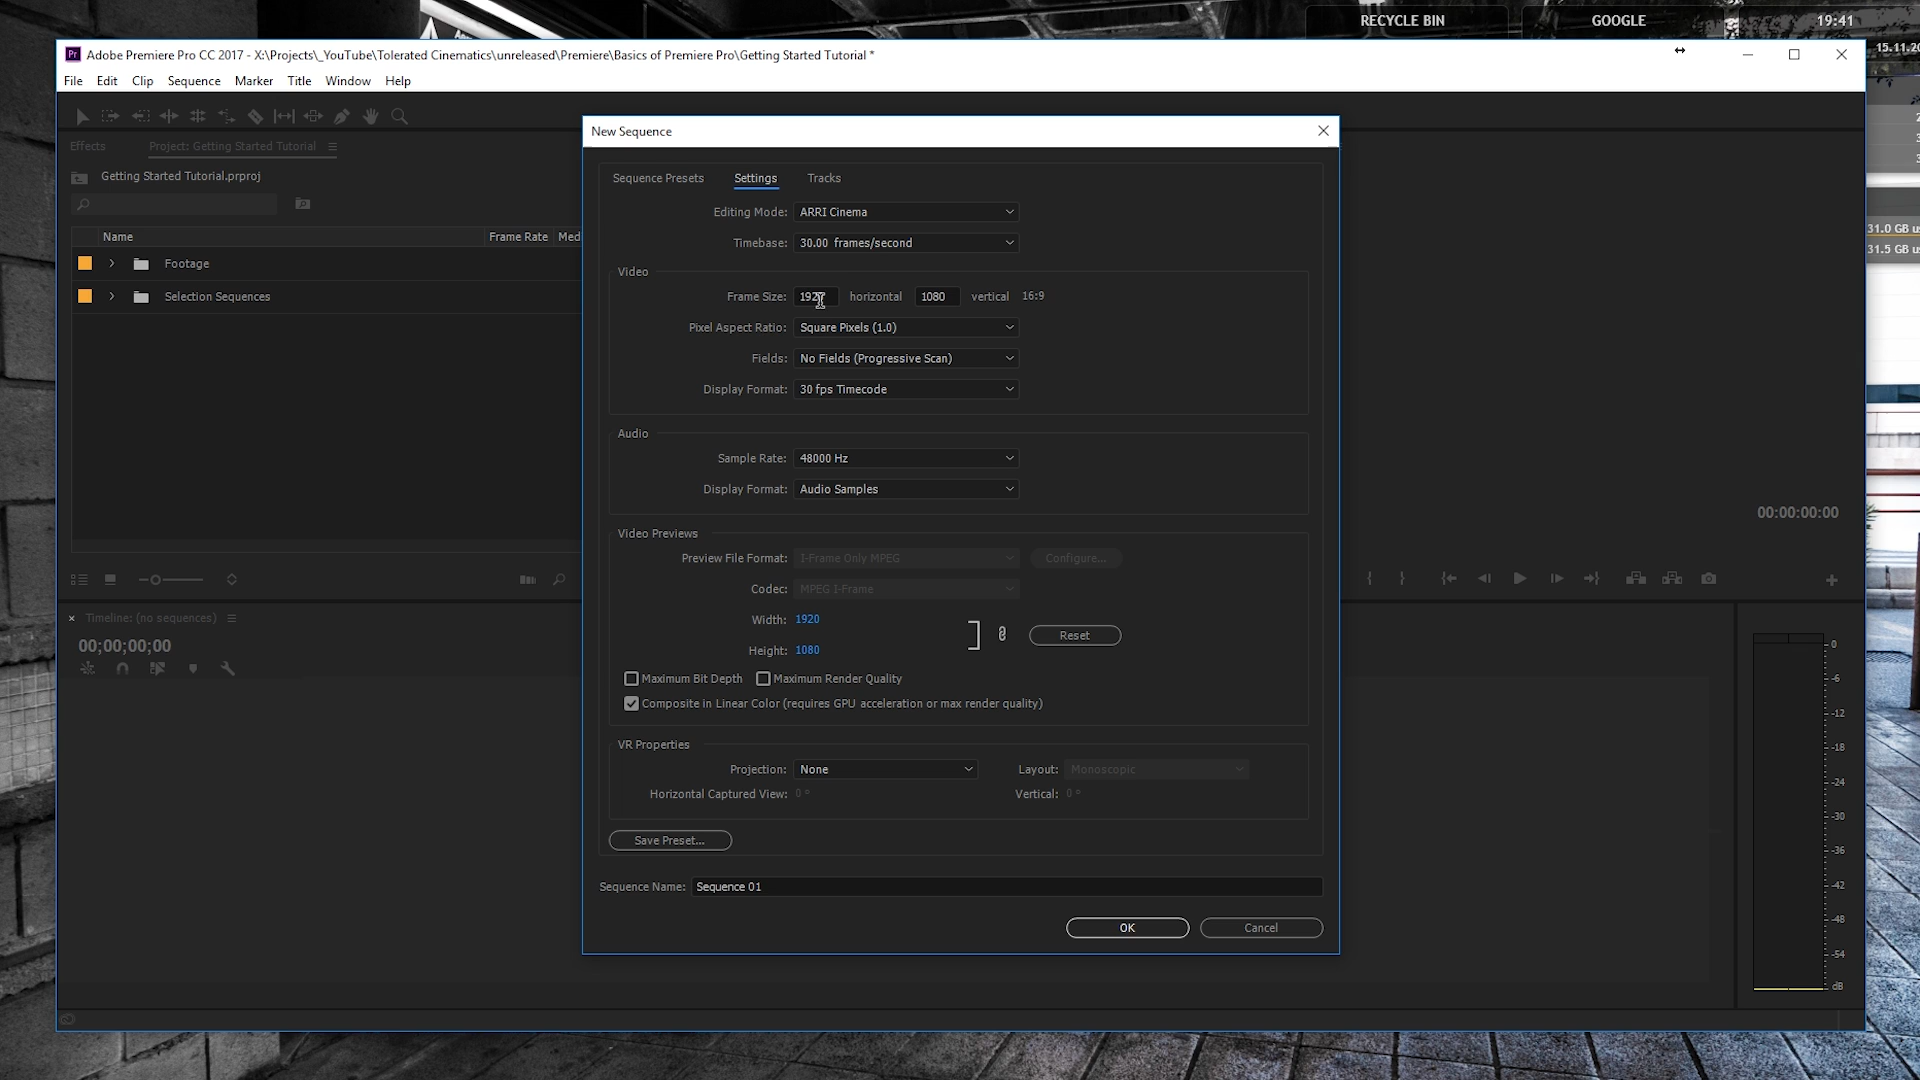 RECYCLE BIN
GOOGLE
19:41
Adobe Premiere Pro CC 2017 - X:\Projects\_YouTube\Tolerated Cinematics\unreleased\Premiere\Basics of Premiere Pro\Getting Started Tutorial *
File Edit Clip Sequence Marker Title Window Help
Effects
Project: Getting Started Tutorial
Getting Started Tutorial.prproj
Name
Frame Rate
Footage
Selection Sequences
New Sequence
Sequence Presets Settings Tracks
Editing Mode: ARRI Cinema
Timebase: 30.00 frames/second
Video
Frame Size: horizontal 1080 vertical 16:9
Pixel Aspect Ratio: Square Pixels (1.0)
Fields: No Fields (Progressive Scan)
Display Format: 30 fps Timecode
Audio
Sample Rate: 48000 Hz
Display Format: Audio Samples
Video Previews
Preview File Format: I-Frame Only MPEG Configure...
Codec: MPEG I-Frame
Width: 1920
Height: 1080
Reset
Maximum Bit Depth Maximum Render Quality
Composite in Linear Color (requires GPU acceleration or max render quality)
VR Properties
Projection: None Layout: Monoscopic
Horizontal Captured View: 0 ° Vertical: 0 °
Save Preset...
Sequence Name: Sequence 01
OK Cancel
00:00:00:00
Timeline: (no sequences)
00;00;00;00
0
-6
-12
-18
-24
-30
-36
-42
-48
-54
dB
31.0 GB
31.5 GB